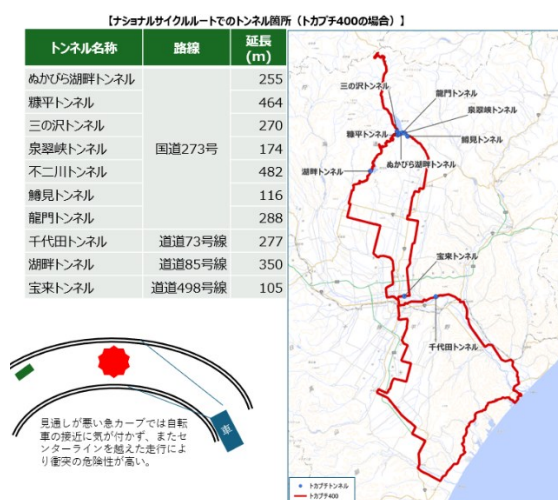 【ナショナルサイクルルートでのトンネル箇所（トカプチ400の場合）】
トンネル名称 路線 延長(m)
ぬかびら湖畔トンネル 255
糠平トンネル 464
三の沢トンネル 270
泉翠峡トンネル 国道273号 174
不二川トンネル 482
鱒見トンネル 116
龍門トンネル 288
千代田トンネル 道道73号線 277
湖畔トンネル 道道85号線 350
宝来トンネル 道道498号線 105
三の沢トンネル
龍門トンネル
泉翠峡トンネル
糠平トンネル
鱒見トンネル
ぬかびら湖畔トンネル
湖畔トンネル
宝来トンネル
千代田トンネル
車
見通しが悪い急カーブでは自転
車の接近に気が付かず、またセ
ンターラインを越えた走行によ
り衝突の危険性が高い。
トカプチトンネル
トカプチ400